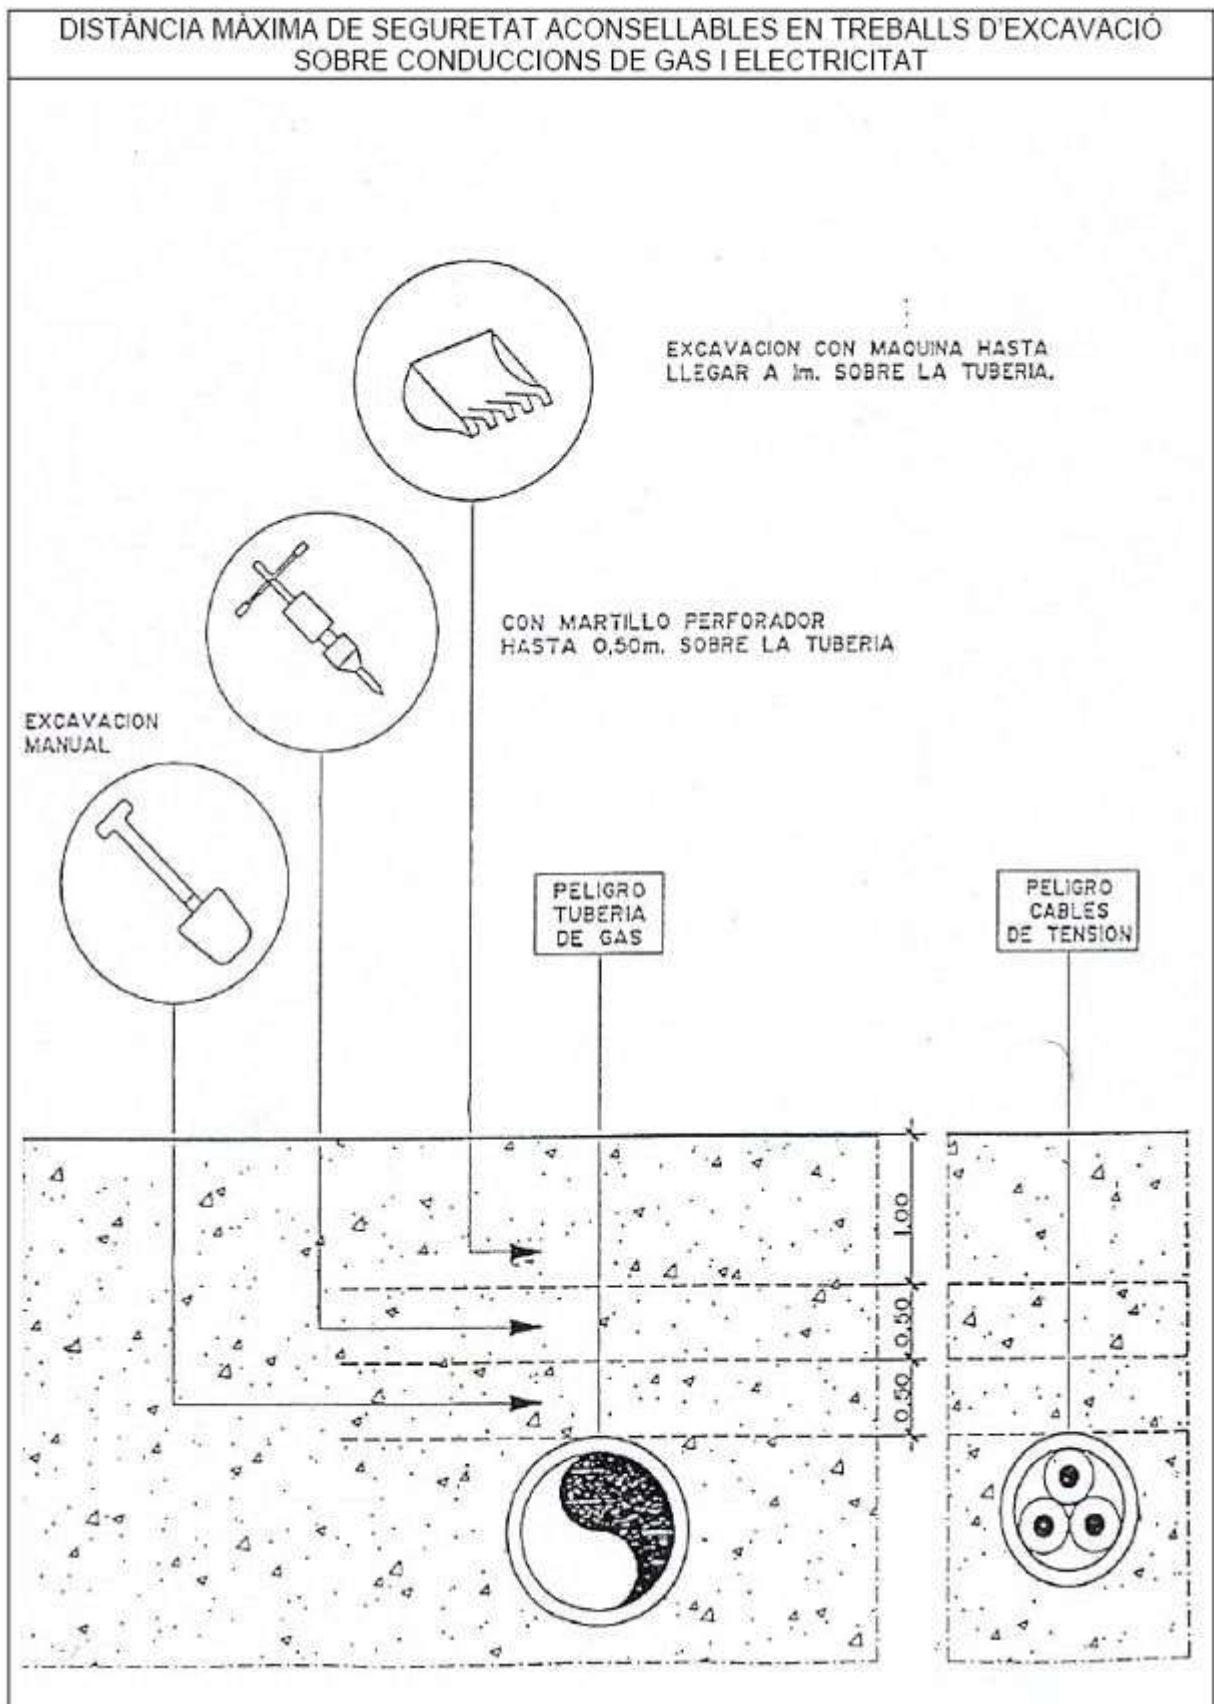 DISTÀNCIA MÀXIMA DE SEGURETAT ACONSELLABLES EN TREBALLS D'EXCAVACIÓ
SOBRE CONDUCCIONS DE GAS I ELECTRICITAT
EXCAVACION CON MAQUINA HASTA
LLEGAR A 1m. SOBRE LA TUBERIA.
CON MARTILLO PERFORADOR
HASTA 0,50m. SOBRE LA TUBERIA
EXCAVACION
MANUAL
PELIGRO
TUBERIA
DE GAS
PELIGRO
CABLES
DE TENSION
1.00
0.50
0.50